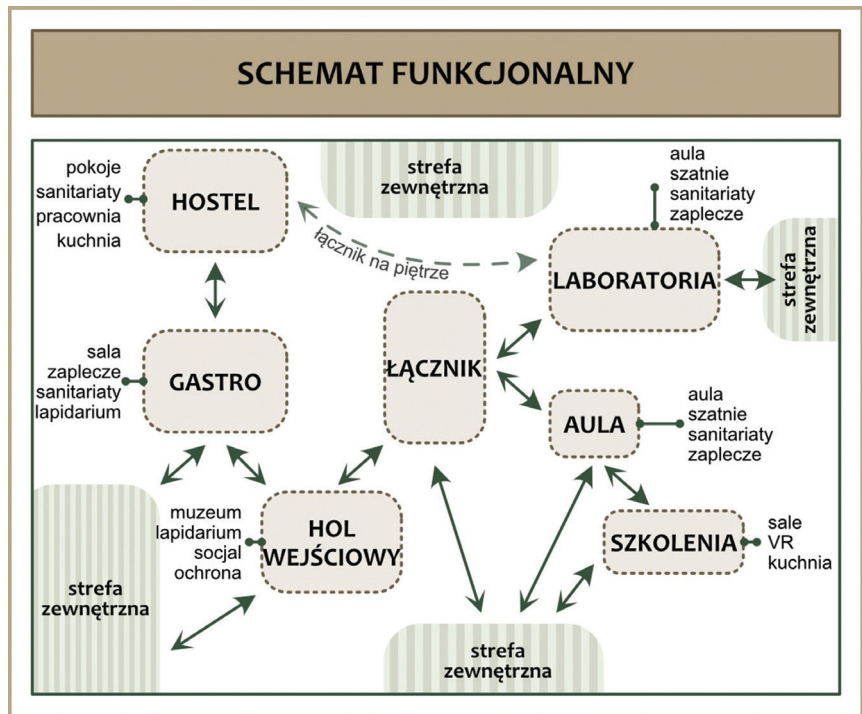 SCHEMAT FUNKCJONALNY
pokoje
sanitariaty
pracownia
kuchnia
HOSTEL
strefa
zewnętrzna
aula
szatnie
sanitariaty
zaplecze
łącznik na piętrze
LABORATORIA
strefa
zewnętrzna
sala
zaplecze
sanitariaty
lapidarium
GASTRO
ŁĄCZNIK
AULA
aula
szatnie
sanitariaty
zaplecze
muzeum
lapidarium
socjal
ochrona
HOL
WEJŚCIOWY
SZKOLENIA
sale
VR
kuchnia
strefa
zewnętrzna
strefa
zewnętrzna